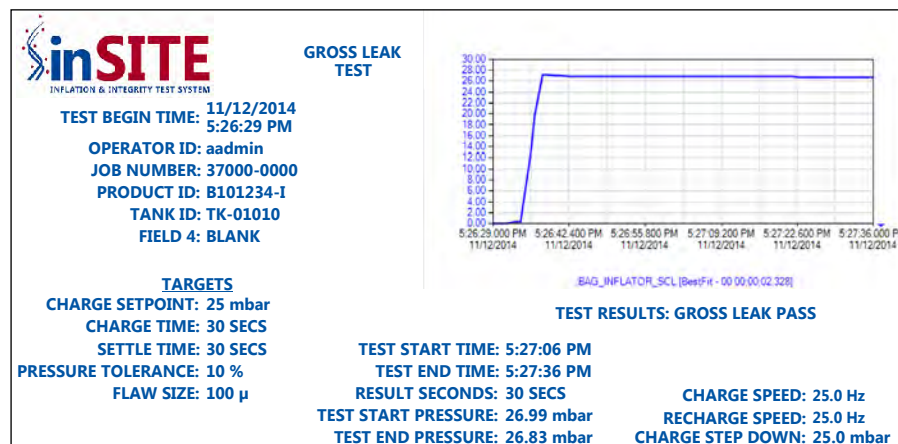 inSITE
INFLATION & INTEGRITY TEST SYSTEM
GROSS LEAK
TEST
TEST BEGIN TIME: 11/12/2014
5:26:29 PM
OPERATOR ID: aadmin
JOB NUMBER: 37000-0000
PRODUCT ID: B101234-I
TANK ID: TK-01010
FIELD 4: BLANK
30.00
28.00
26.00
24.00
22.00
20.00
18.00
16.00
14.00
12.00
10.00
8.00
6.00
4.00
2.00
0.00
5:26:29.000 PM 5:26:42.400 PM 5:26:55.800 PM 5:27:09.200 PM 5:27:22.600 PM 5:27:36.000 P
11/12/2014 11/12/2014 11/12/2014 11/12/2014 11/12/2014 11/12/2014
BAG_INFLATOR_SCL [BestFit - 00 00:00:02.328]
TARGETS
CHARGE SETPOINT: 25 mbar
CHARGE TIME: 30 SECS
SETTLE TIME: 30 SECS
PRESSURE TOLERANCE: 10 %
FLAW SIZE: 100 µ
TEST RESULTS: GROSS LEAK PASS
TEST START TIME: 5:27:06 PM
TEST END TIME: 5:27:36 PM
RESULT SECONDS: 30 SECS
TEST START PRESSURE: 26.99 mbar
TEST END PRESSURE: 26.83 mbar
CHARGE SPEED: 25.0 Hz
RECHARGE SPEED: 25.0 Hz
CHARGE STEP DOWN: 25.0 mbar